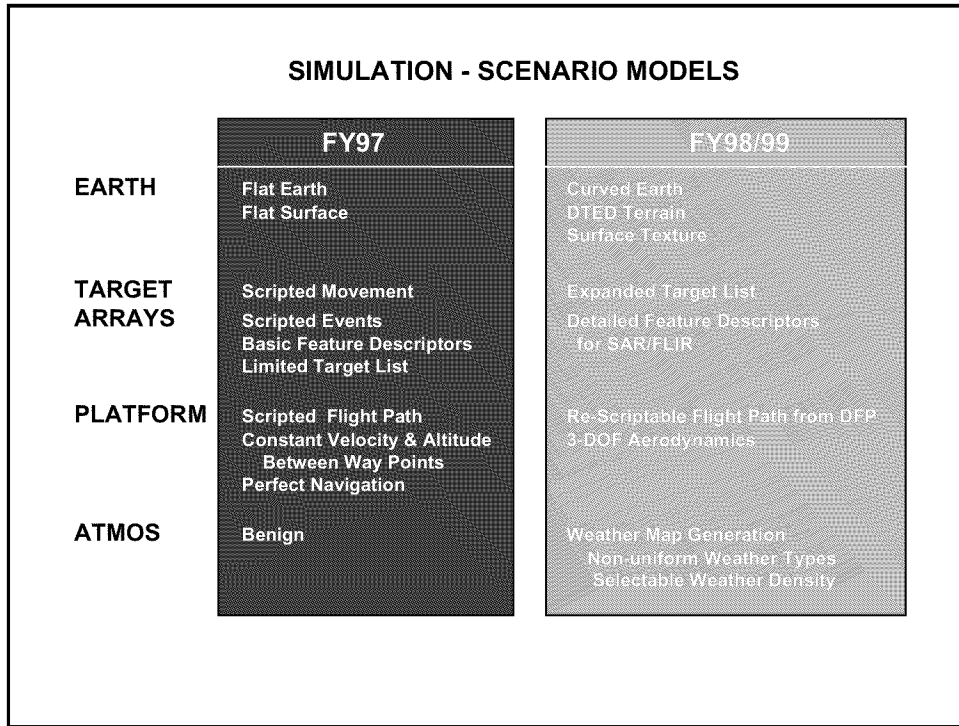 SIMULATION - SCENARIO MODELS
FY97
FY98/99
EARTH
Flat Earth
Flat Surface
Curved Earth
DTED Terrain
Surface Texture
TARGET
ARRAYS
Scripted Movement
Scripted Events
Basic Feature Descriptors
Limited Target List
Expanded Target List
Detailed Feature Descriptors
for SAR/FLIR
PLATFORM
Scripted Flight Path
Constant Velocity & Altitude
Between Way Points
Perfect Navigation
Re-Scriptable Flight Path from DFP
3-DOF Aerodynamics
ATMOS
Benign
Weather Map Generation
Non-uniform Weather Types
Selectable Weather Density